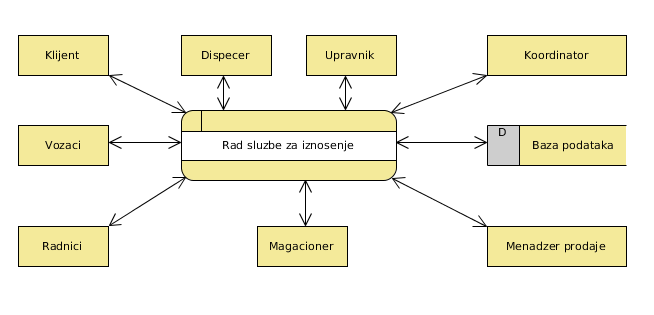 Klijent
Dispecer
Upravnik
Koordinator
Vozaci
Rad sluzbe za iznosenje
D
Baza podataka
Radnici
Magacioner
Menadzer prodaje